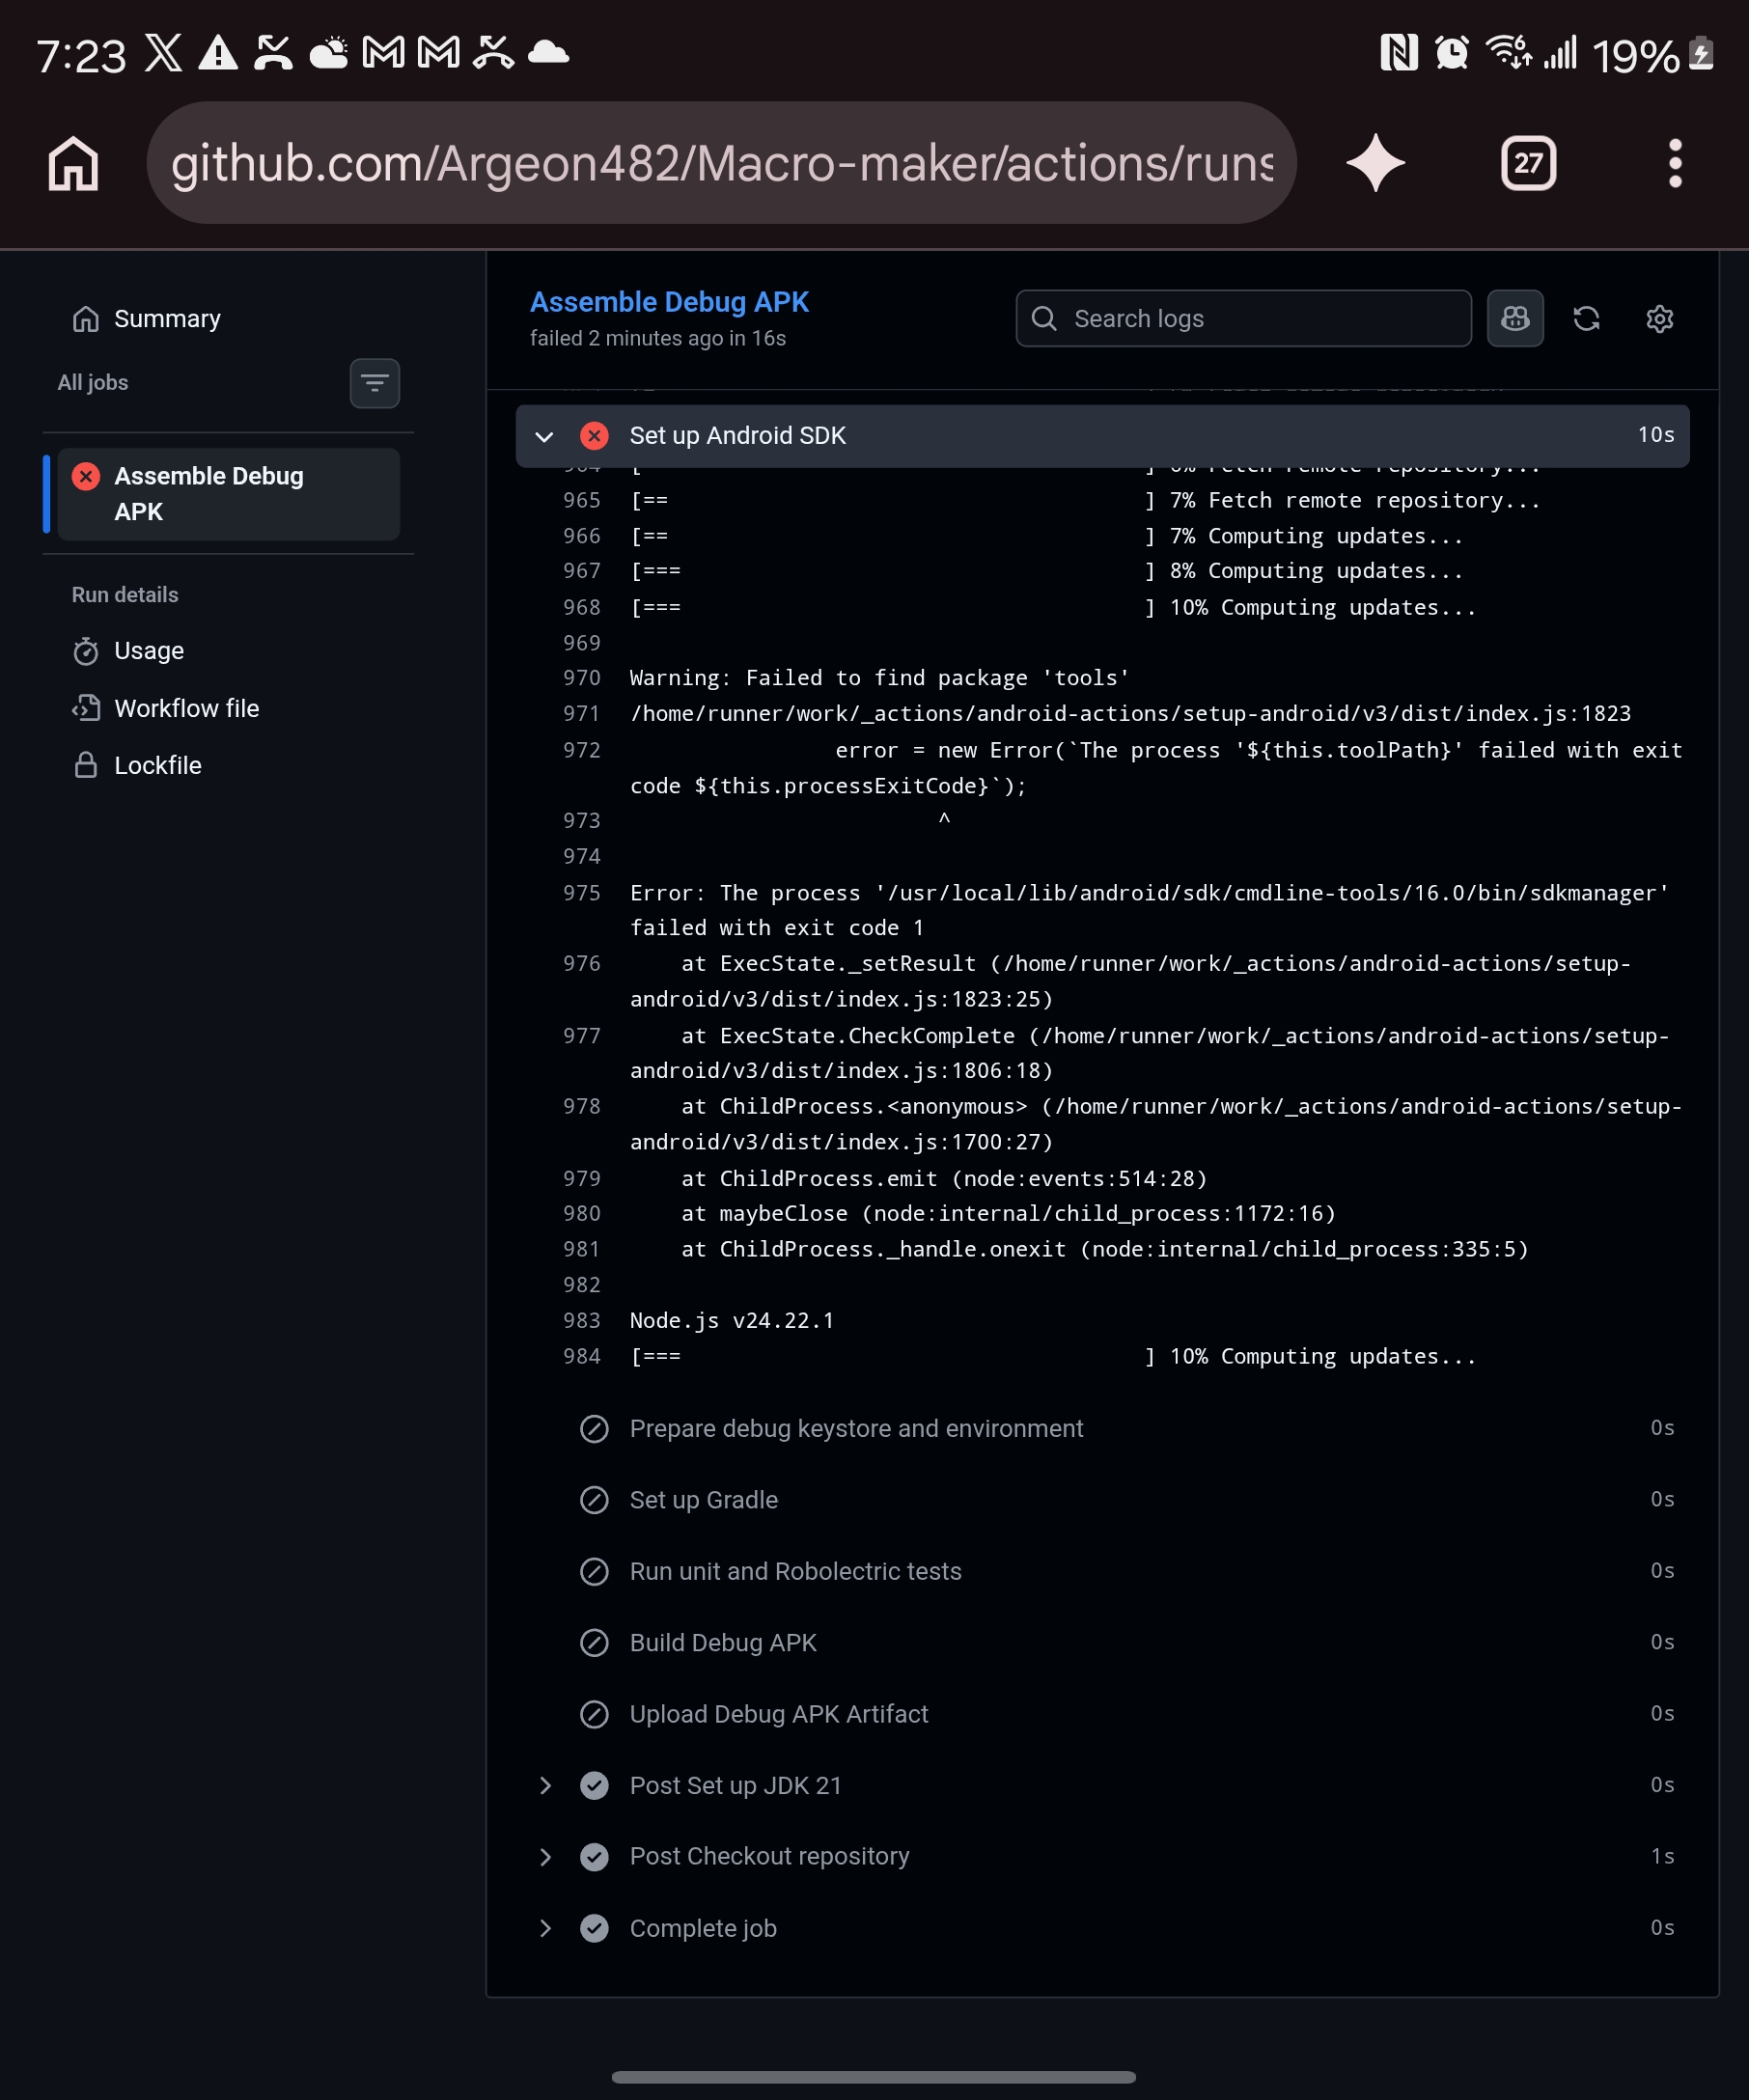 7:23
19%
github.com/Argeon482/Macro-maker/actions/runs
27
Summary
All jobs
Assemble Debug
APK
Run details
Usage
Workflow file
Lockfile
Assemble Debug APK
failed 2 minutes ago in 16s
Search logs
Set up Android SDK 10s
964 [ ] 6% Fetch remote repository...
965 [== ] 7% Fetch remote repository...
966 [== ] 7% Computing updates...
967 [=== ] 8% Computing updates...
968 [=== ] 10% Computing updates...
969
970 Warning: Failed to find package 'tools'
971 /home/runner/work/_actions/android-actions/setup-android/v3/dist/index.js:1823
972 error = new Error(`The process '${this.toolPath}' failed with exit
code ${this.processExitCode}`);
973 ^
974
975 Error: The process '/usr/local/lib/android/sdk/cmdline-tools/16.0/bin/sdkmanager'
failed with exit code 1
976 at ExecState._setResult (/home/runner/work/_actions/android-actions/setup-
android/v3/dist/index.js:1823:25)
977 at ExecState.CheckComplete (/home/runner/work/_actions/android-actions/setup-
android/v3/dist/index.js:1806:18)
978 at ChildProcess.<anonymous> (/home/runner/work/_actions/android-actions/setup-
android/v3/dist/index.js:1700:27)
979 at ChildProcess.emit (node:events:514:28)
980 at maybeClose (node:internal/child_process:1172:16)
981 at ChildProcess._handle.onexit (node:internal/child_process:335:5)
982
983 Node.js v24.22.1
984 [=== ] 10% Computing updates...
Prepare debug keystore and environment 0s
Set up Gradle 0s
Run unit and Robolectric tests 0s
Build Debug APK 0s
Upload Debug APK Artifact 0s
Post Set up JDK 21 0s
Post Checkout repository 1s
Complete job 0s